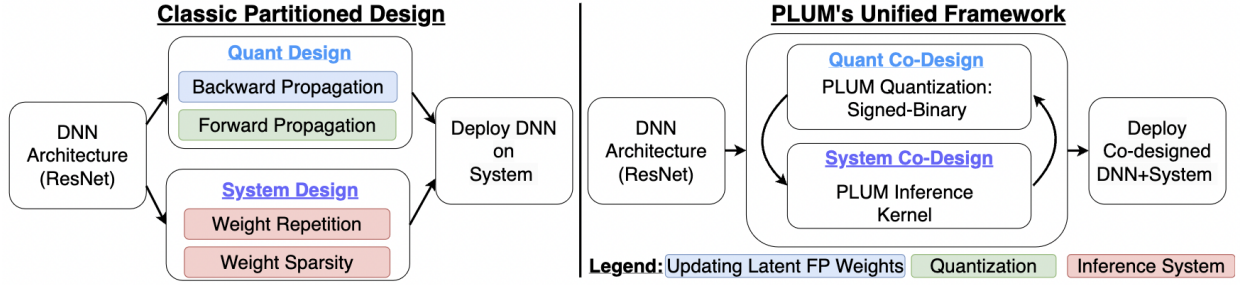 Classic Partitioned Design
DNN
Architecture
(ResNet)
Quant Design
Backward Propagation
Forward Propagation
System Design
Weight Repetition
Weight Sparsity
Deploy DNN
on
System
PLUM's Unified Framework
DNN
Architecture
(ResNet)
Quant Co-Design
PLUM Quantization:
Signed-Binary
System Co-Design
PLUM Inference
Kernel
Deploy
Co-designed
DNN+System
Legend: Updating Latent FP Weights Quantization Inference System